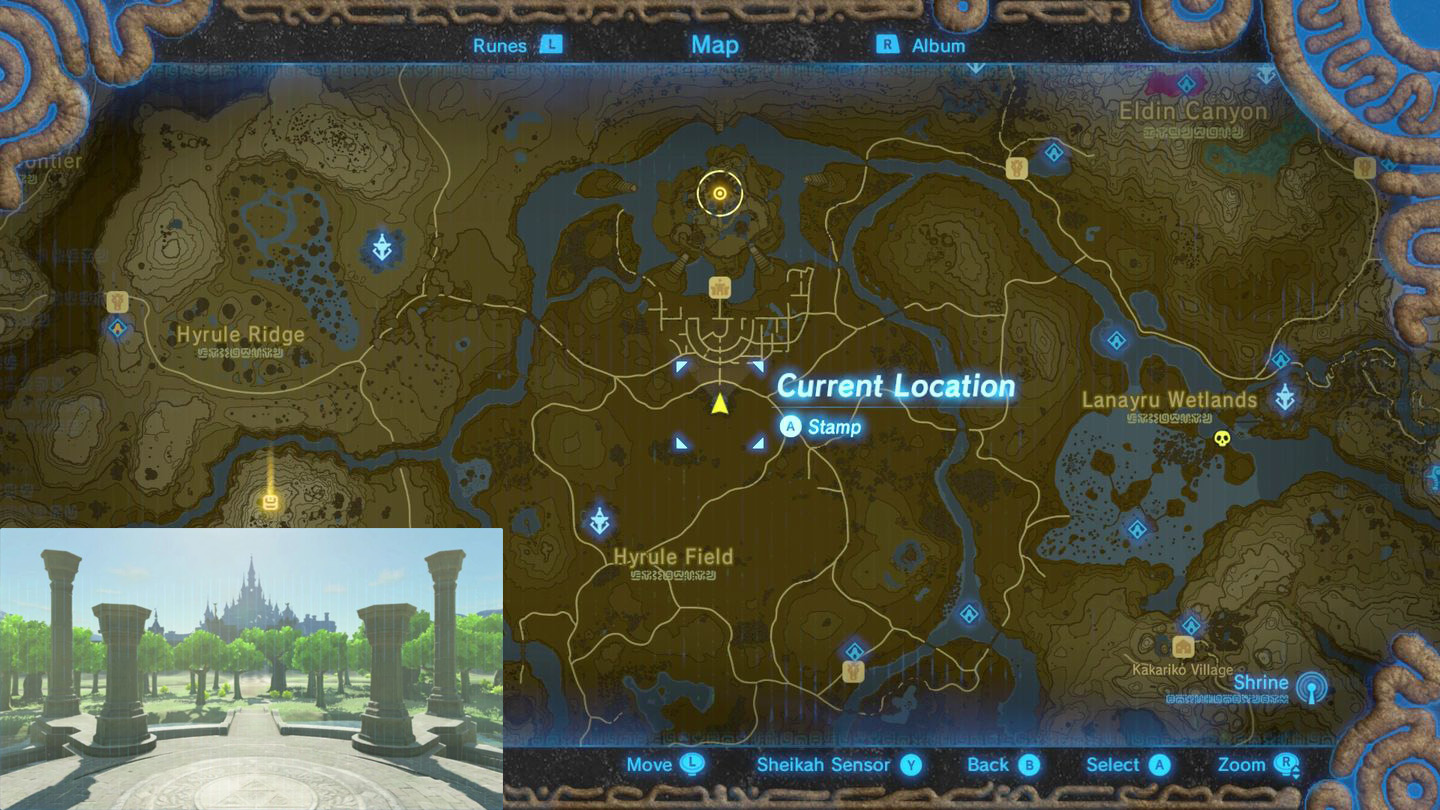 Runes L
Map
R Album
Eldin Canyon
ontier
Hyrule Ridge
Current Location
A Stamp
Lanayru Wetlands
Hyrule Field
Kakariko Village
Shrine
Move L
Sheikah Sensor Y
Back B
Select A
Zoom R